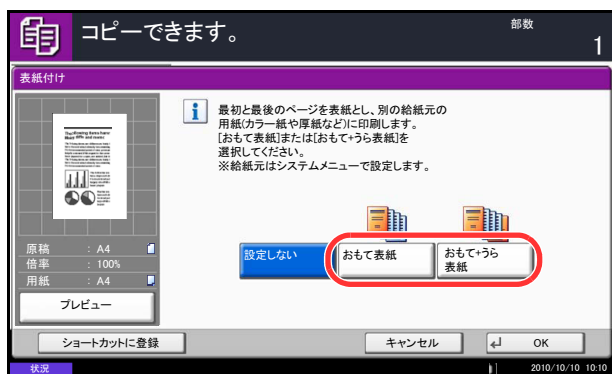 コピーできます。
部数
1
表紙付け
最初と最後のページを表紙とし、別の給紙元の
用紙(カラー紙や厚紙など)に印刷します。
[おもて表紙]または[おもて+うら表紙]を
選択してください。
※給紙元はシステムメニューで設定します。
設定しない
おもて表紙
おもて+うら
表紙
原稿 : A4
倍率 : 100%
用紙 : A4
プレビュー
ショートカットに登録
キャンセル
OK
状況
2010/10/10 10:10